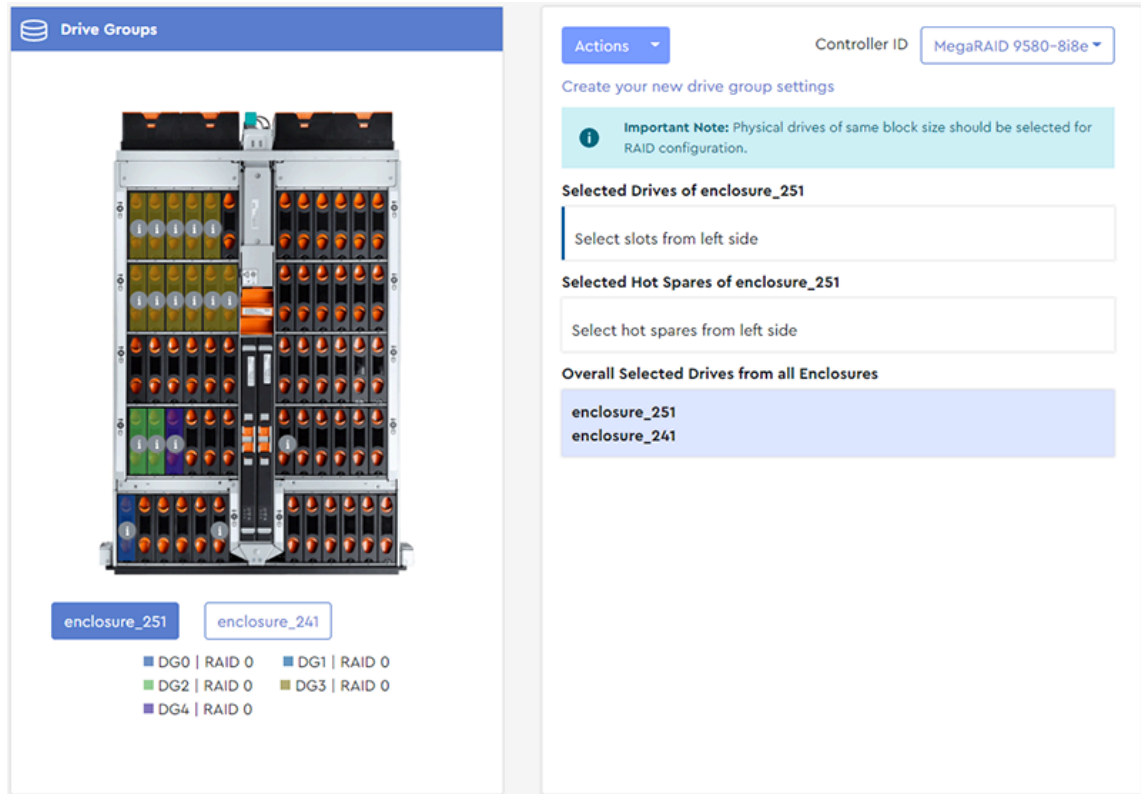 Drive Groups
enclosure_251
enclosure_241
DG0 | RAID 0
DG1 | RAID 0
DG2 | RAID 0
DG3 | RAID 0
DG4 | RAID 0
Actions
Controller ID
MegaRAID 9580-8i8e
Create your new drive group settings
Important Note: Physical drives of same block size should be selected for
RAID configuration.
Selected Drives of enclosure_251
Select slots from left side
Selected Hot Spares of enclosure_251
Select hot spares from left side
Overall Selected Drives from all Enclosures
enclosure_251
enclosure_241